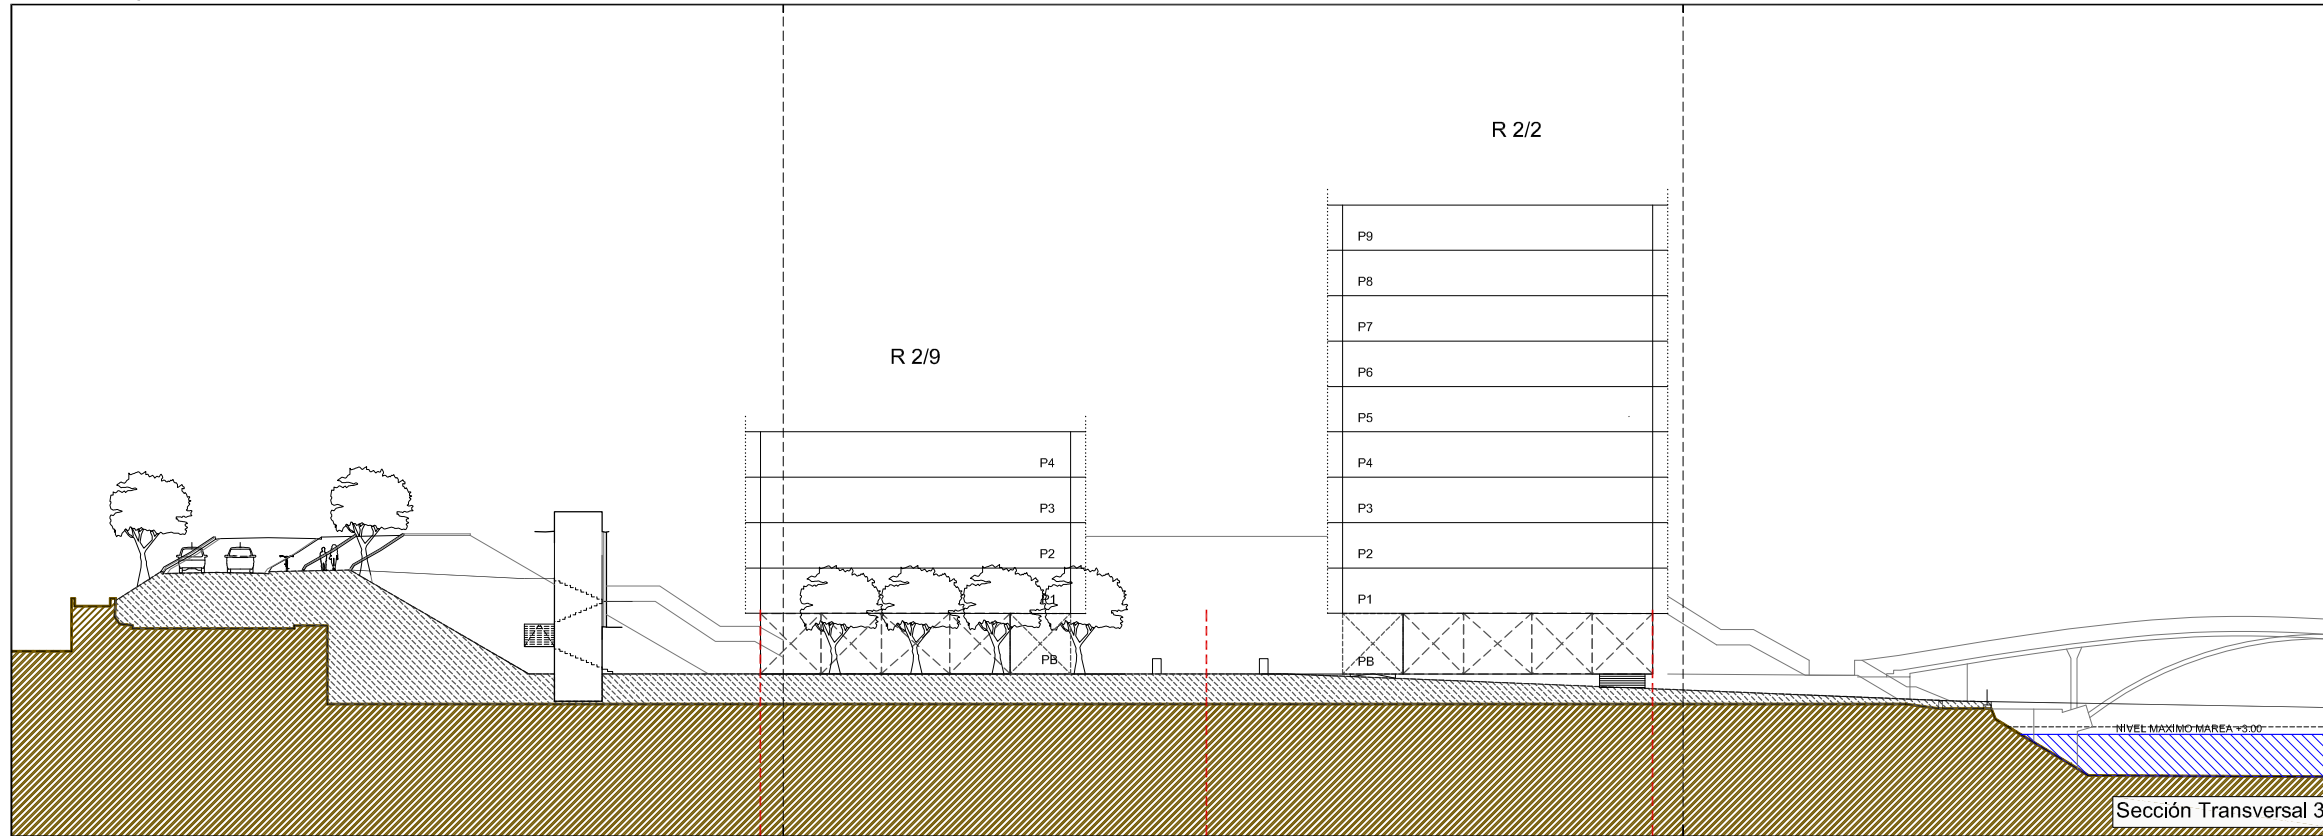 R 2/2
P9
P8
P7
R 2/9
P6
P5
P4
P4
P3
P3
P2
P2
P1
P1
PB
PB
NIVEL MAXIMO MAREA +3.00
Sección Transversal 3